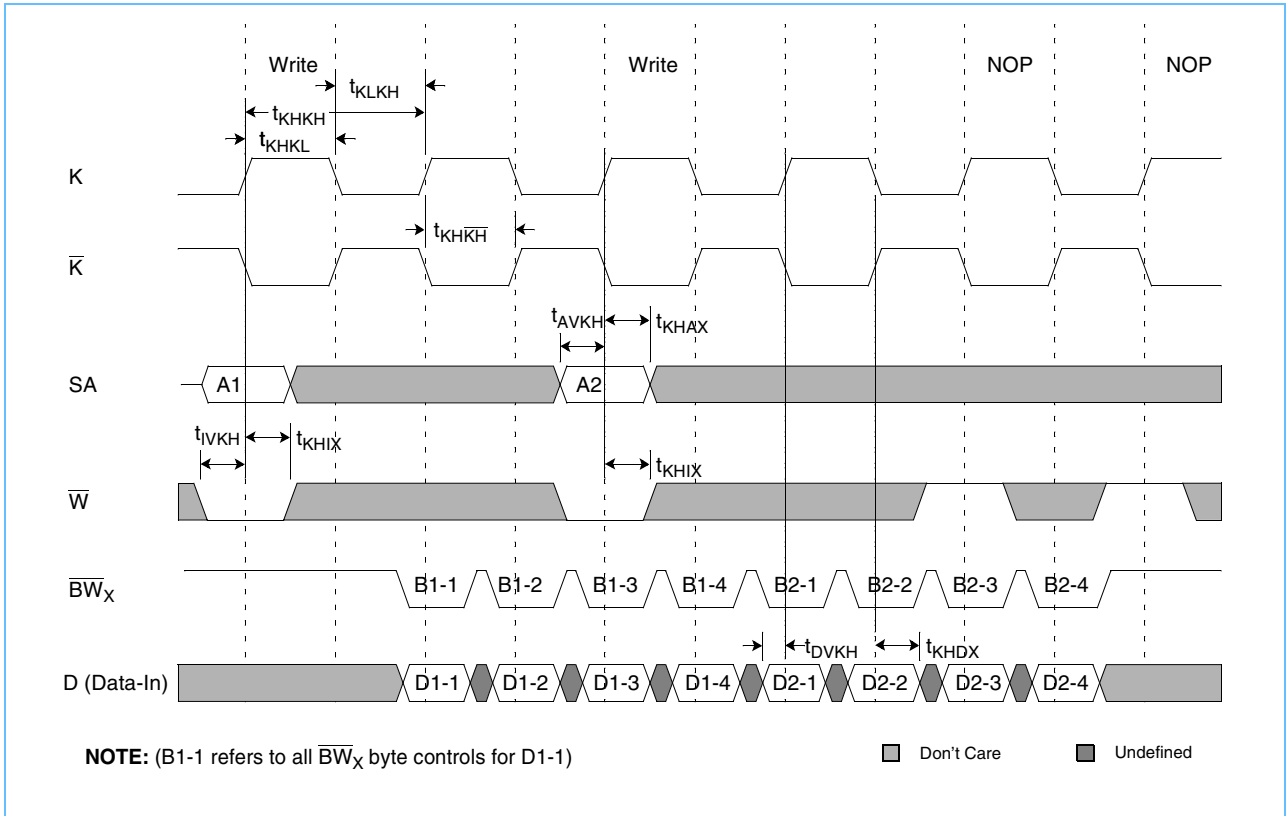 Write Write NOP NOP
tKLKH
tKHKH
tKHKL
K
tKHK̅H̅
K̅
tAVKH tKHAX
SA A1 A2
tIVKH tKHIX tKHIX
W̅
B̅W̅X B1-1 B1-2 B1-3 B1-4 B2-1 B2-2 B2-3 B2-4
tDVKH tKHDX
D (Data-In) D1-1 D1-2 D1-3 D1-4 D2-1 D2-2 D2-3 D2-4
NOTE: (B1-1 refers to all B̅W̅X byte controls for D1-1) Don't Care Undefined